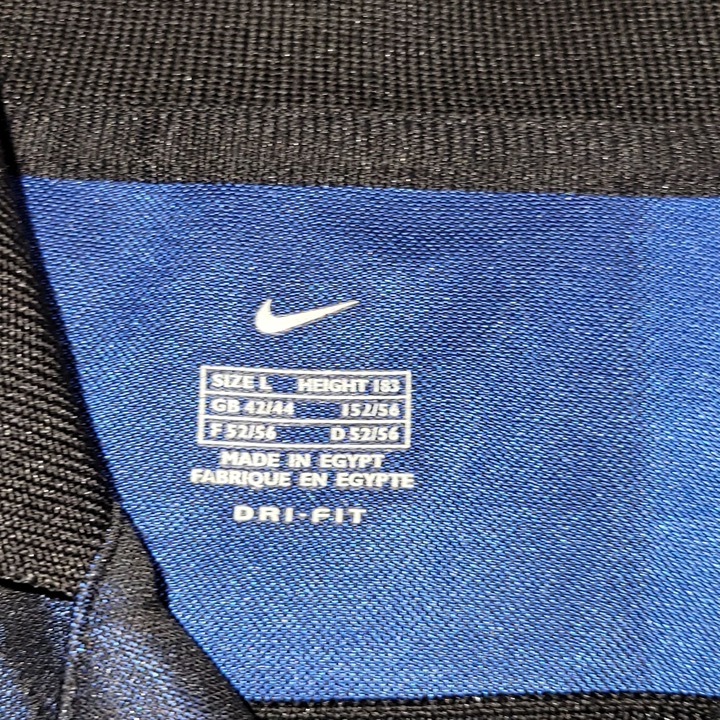 SIZE L HEIGHT 183
GB 42/44 I 52/56
F 52/56 D 52/56
MADE IN EGYPT
FABRIQUE EN EGYPTE
DRI-FIT